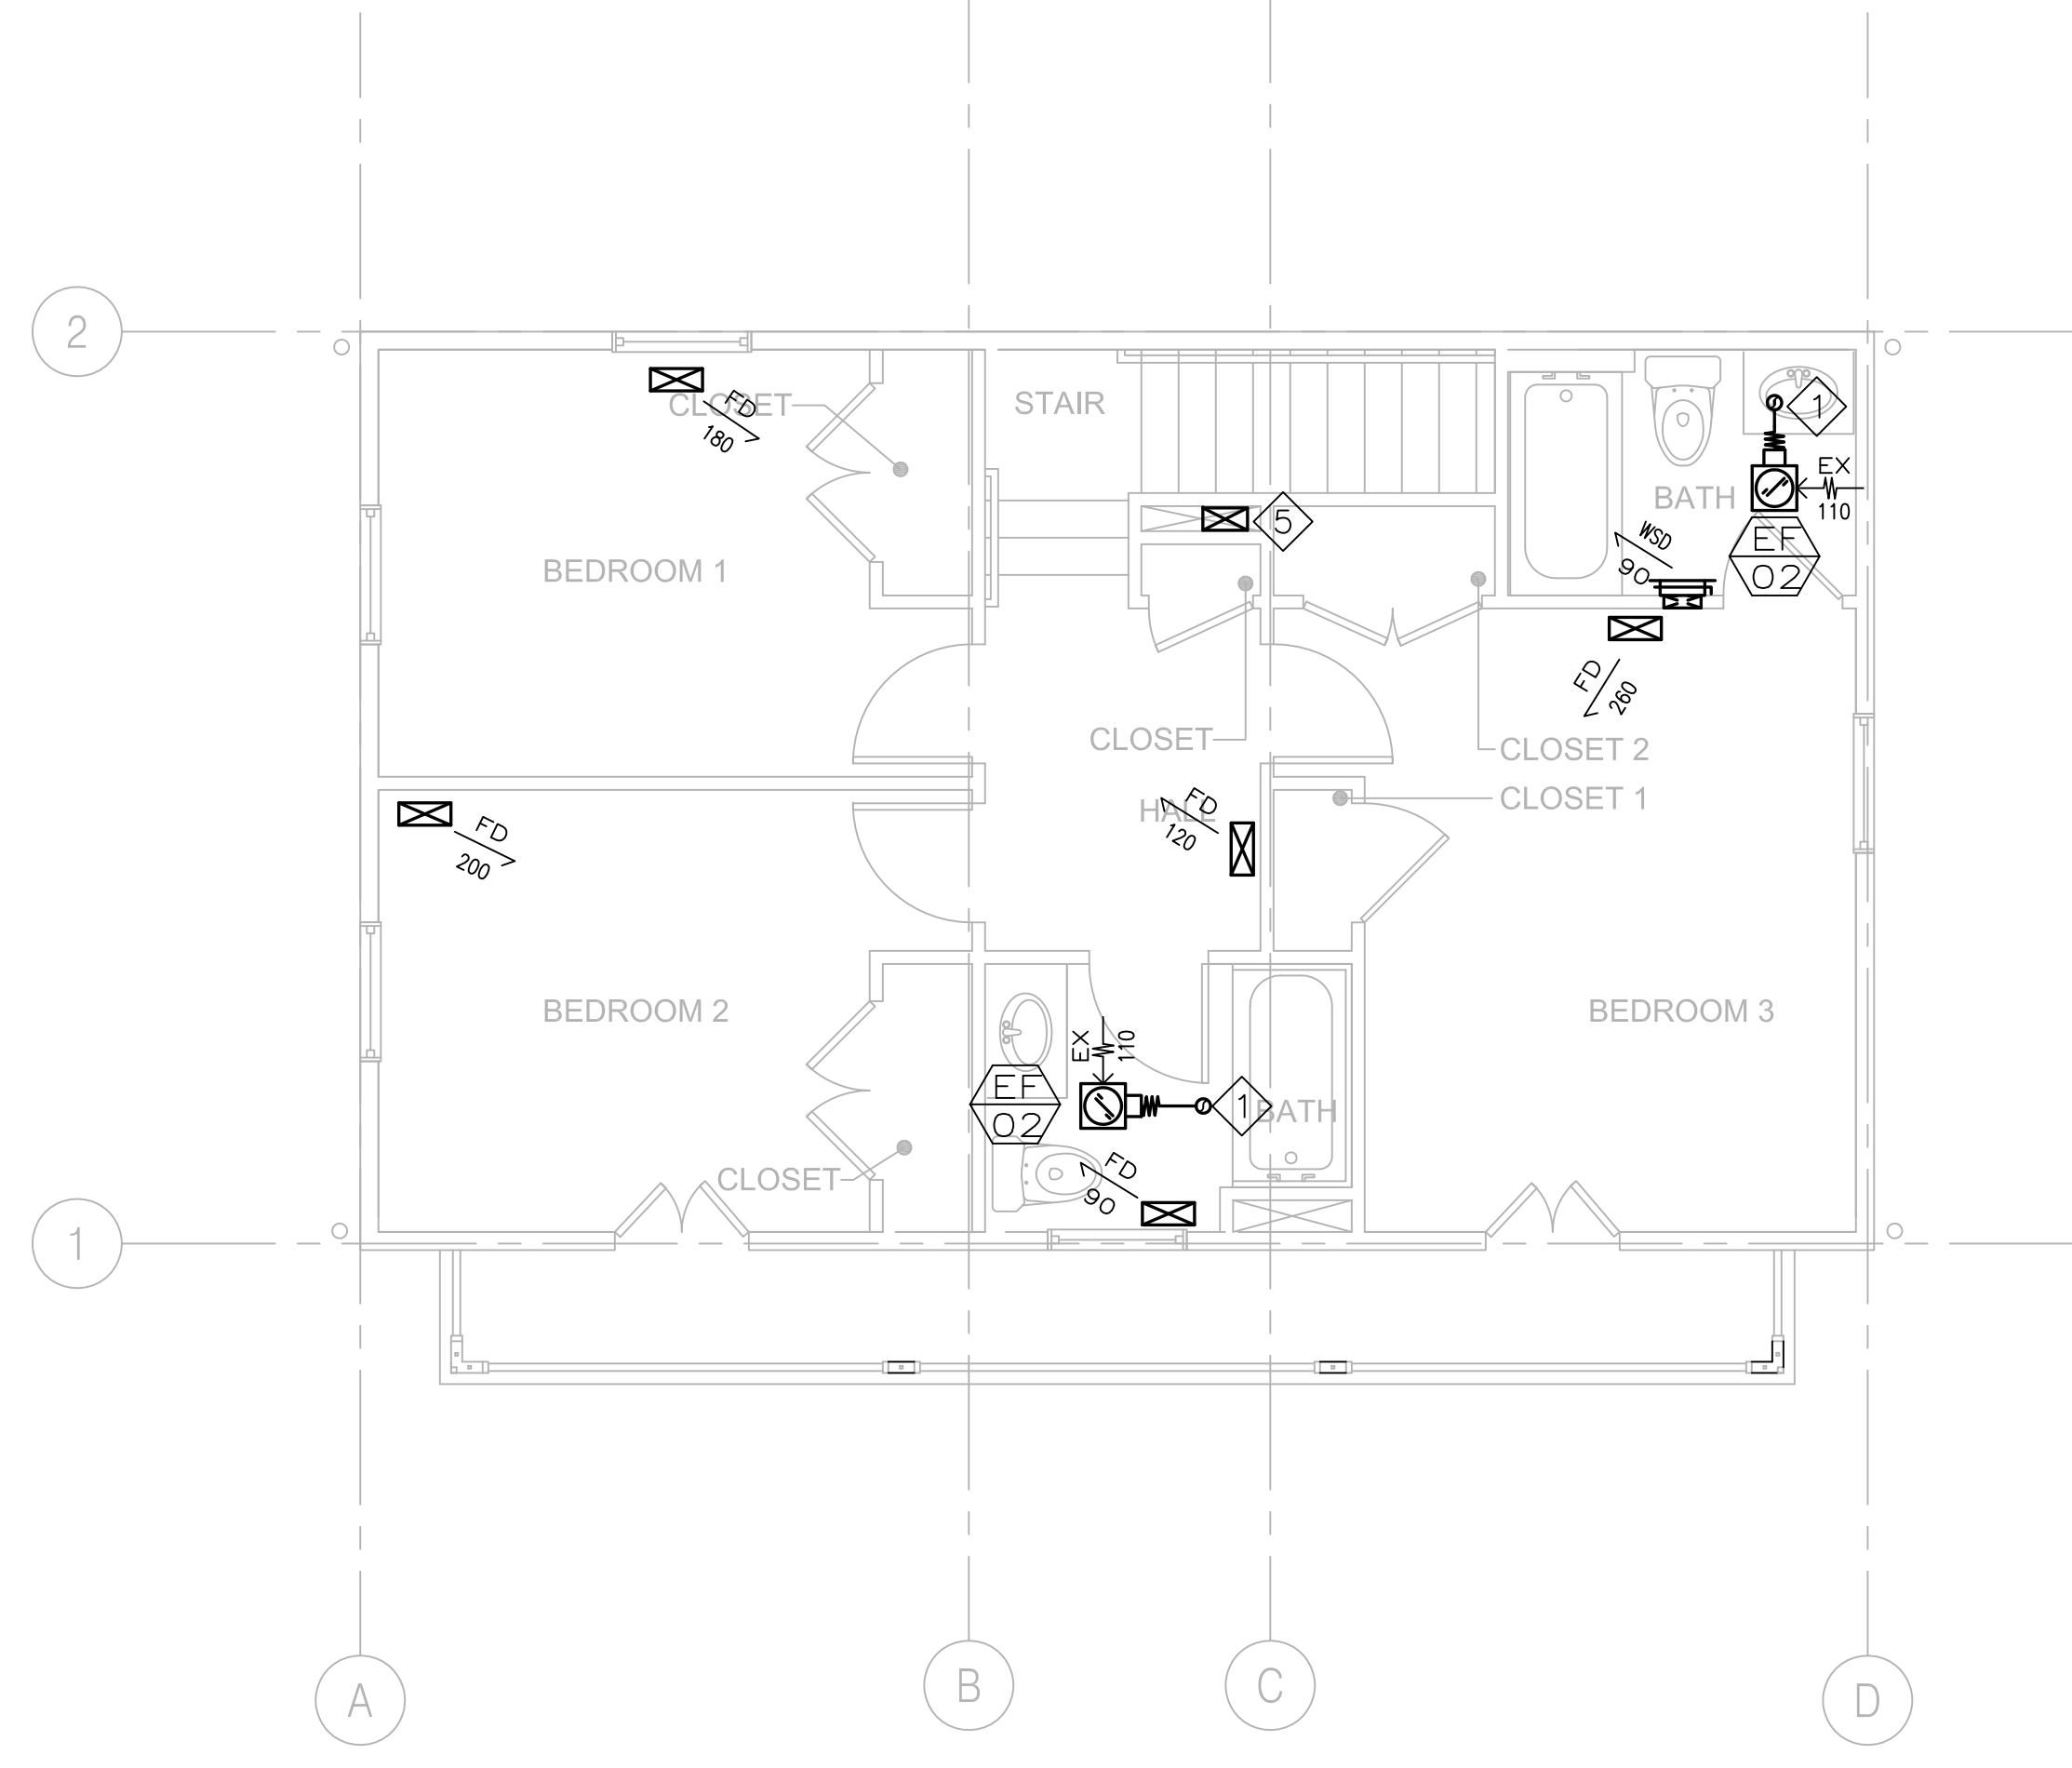 2
CLOSET
FD
180
STAIR
1
EX
110
BATH
5
WSD
90
EF
02
BEDROOM 1
FD
260
CLOSET
CLOSET 2
CLOSET 1
FD
200
HALL
FD
120
BEDROOM 2
BEDROOM 3
EX
110
EF
02
1
BATH
CLOSET
FD
90
1
A
B
C
D